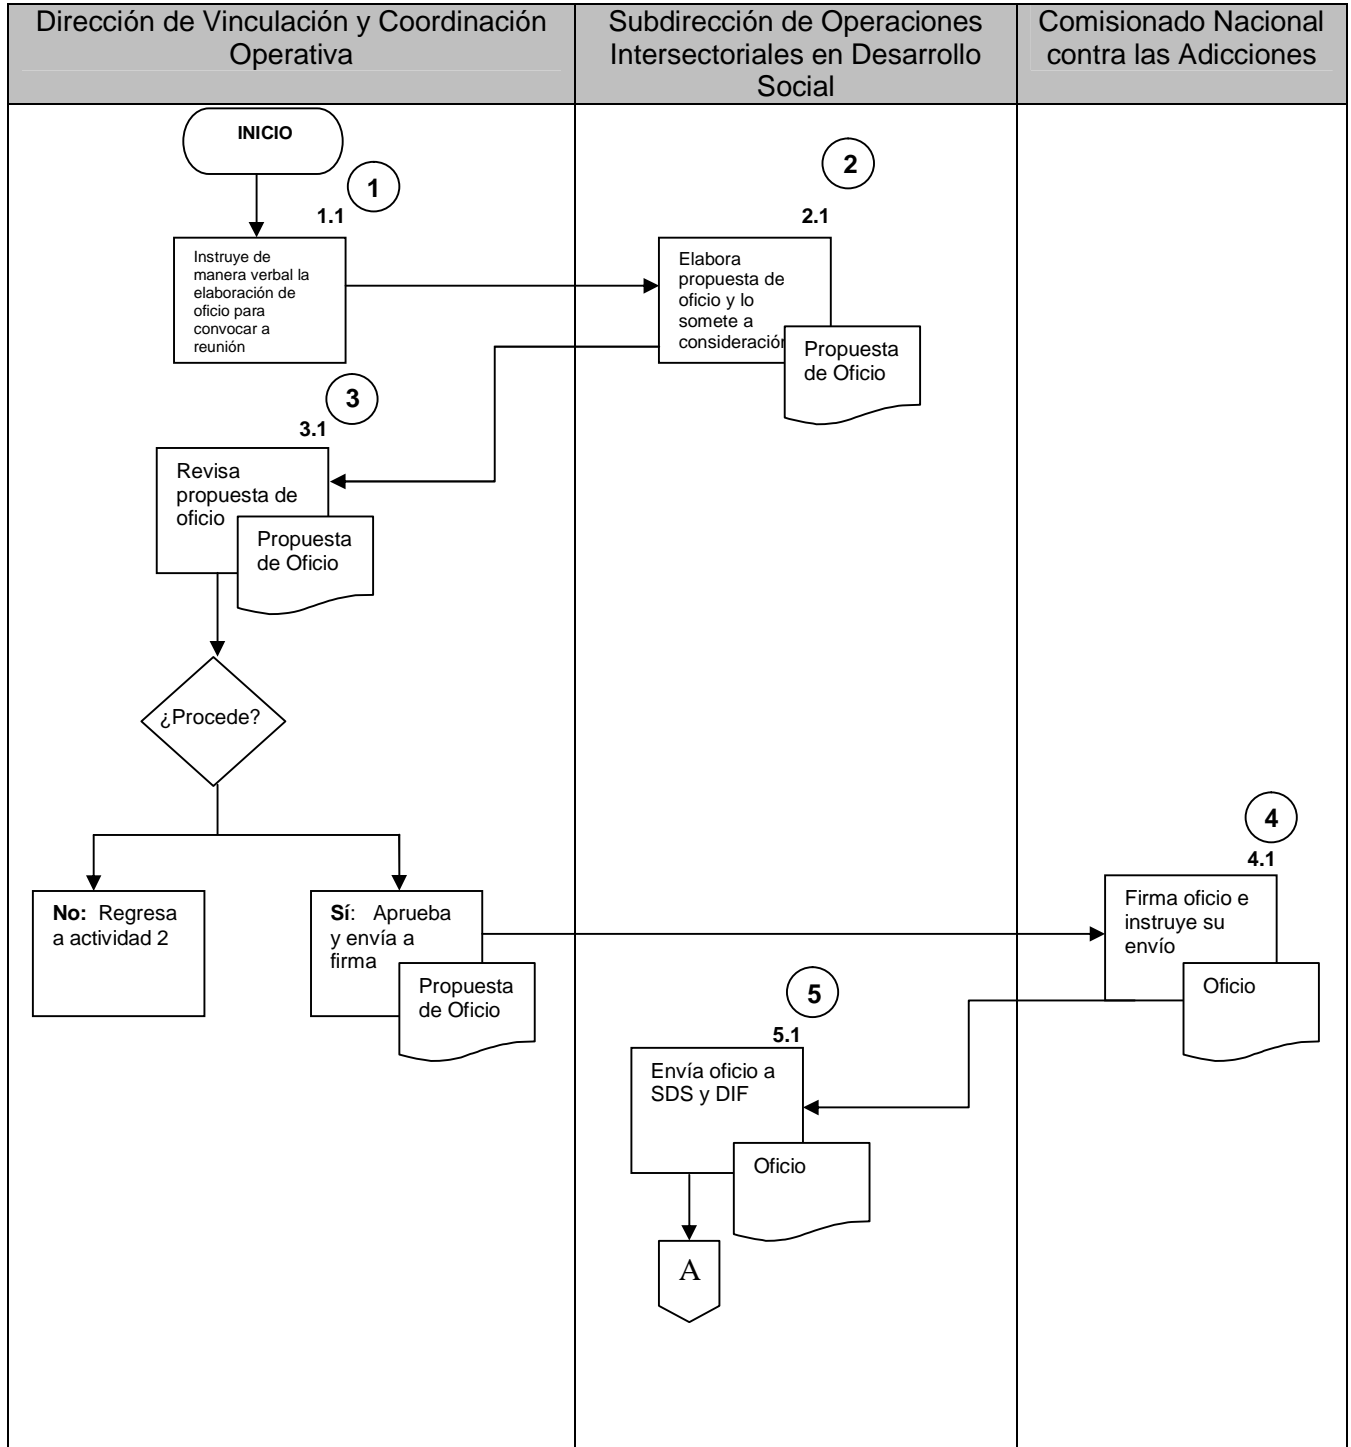 Dirección de Vinculación y Coordinación
Operativa
Subdirección de Operaciones
Intersectoriales en Desarrollo
Social
Comisionado Nacional
contra las Adicciones
INICIO
1
1.1
Instruye de
manera verbal la
elaboración de
oficio para
convocar a
reunión
2
2.1
Elabora
propuesta de
oficio y lo
somete a
consideración
Propuesta
de Oficio
3
3.1
Revisa
propuesta de
oficio
Propuesta
de Oficio
¿Procede?
No: Regresa
a actividad 2
Sí: Aprueba
y envía a
firma
Propuesta
de Oficio
4
4.1
Firma oficio e
instruye su
envío
Oficio
5
5.1
Envía oficio a
SDS y DIF
Oficio
A